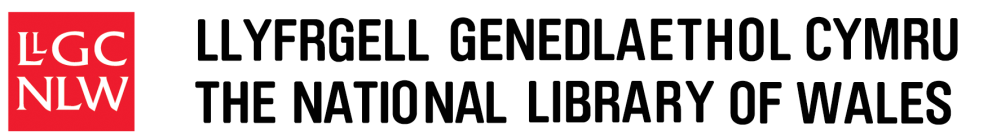 LLGC
NLW
LLYFRGELL GENEDLAETHOL CYMRU
THE NATIONAL LIBRARY OF WALES